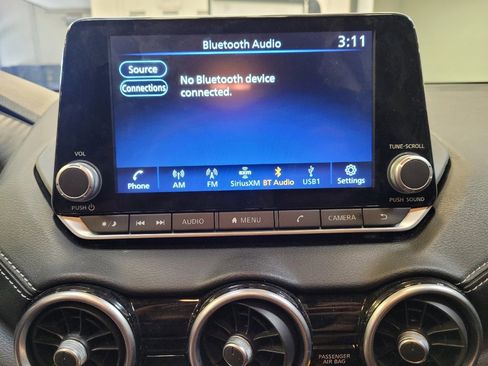 Bluetooth Audio
3:11
Source
Connections
No Bluetooth device
connected.
VOL
TUNE·SCROLL
Phone
AM
FM
SXM
SiriusXM
BT Audio
USB1
Settings
PUSH
PUSH SOUND
AUDIO
MENU
CAMERA
PASSENGER
AIR BAG